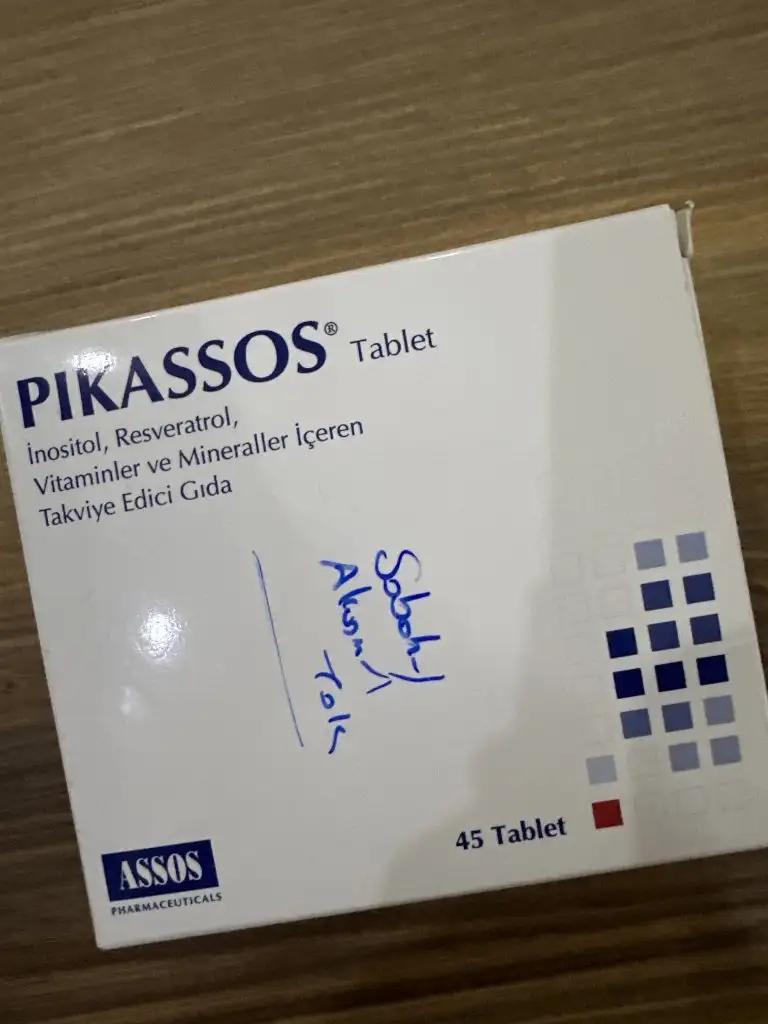 PIKASSOS® Tablet
İnositol, Resveratrol,
Vitaminler ve Mineraller İçeren
Takviye Edici Gıda
Sabah-1
Akşam-1
Tok
45 Tablet
ASSOS
PHARMACEUTICALS